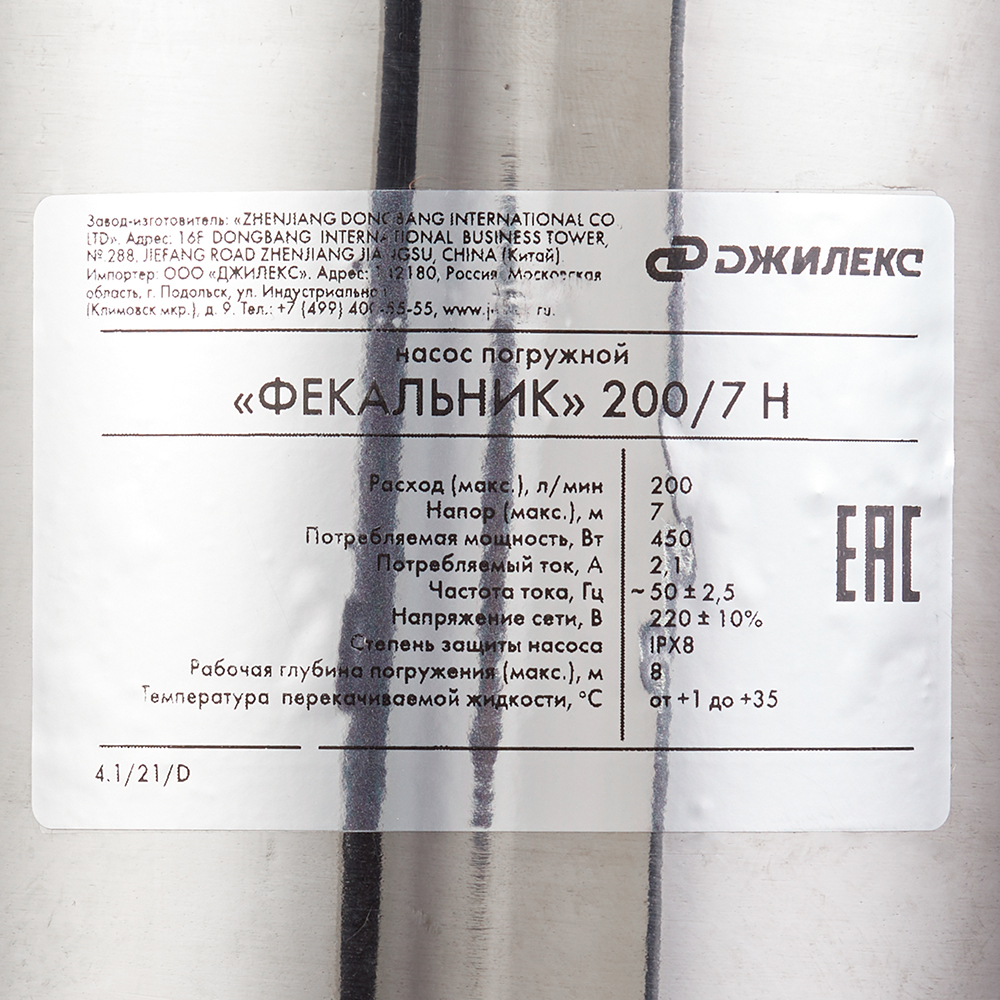 Завод-изготовитель: «ZHENJIANG DONGBANG INTERNATIONAL CO.,
LTD». Адрес: 16F DONGBANG INTERNATIONAL BUSINESS TOWER,
№ 288, JIEFANG ROAD ZHENJIANG JIANGSU, CHINA (Китай).
Импортер: ООО «ДЖИЛЕКС». Адрес: 142180, Россия, Московская
область, г. Подольск, ул. Индустриальная
(Климовск мкр.), д. 9. Тел.: +7 (499) 400-55-55,
ДЖИЛЕКС
насос погружной
«ФЕКАЛЬНИК» 200/7 Н
Расход (макс.), л/мин 200
Напор (макс.), м 7
Потребляемая мощность, Вт 450
Потребляемый ток, А 2,1
Частота тока, Гц ~50 ± 2,5
Напряжение сети, В 220 ± 10%
Степень защиты насоса IPX8
Рабочая глубина погружения (макс.), м 8
Температура перекачиваемой жидкости, °С от +1 до +35
EAC
4.1/21/D